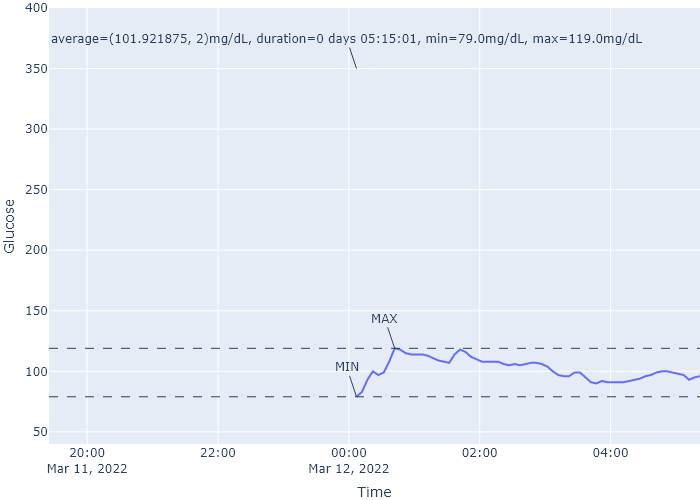 400
average=(101.921875, 2)mg/dL, duration=0 days 05:15:01, min=79.0mg/dL, max=119.0mg/dL
350
300
250
Glucose
200
150
MAX
MIN
100
50
20:00
22:00
00:00
02:00
04:00
Mar 11, 2022
Mar 12, 2022
Time